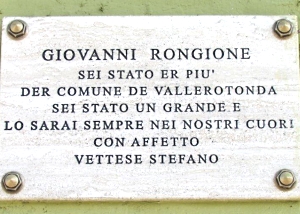 GIOVANNI RONGIONE
SEI STATO ER PIU'
DER COMUNE DE VALLEROTONDA
SEI STATO UN GRANDE E
LO SARAI SEMPRE NEI NOSTRI CUORI
CON AFFETTO
VETTESE STEFANO